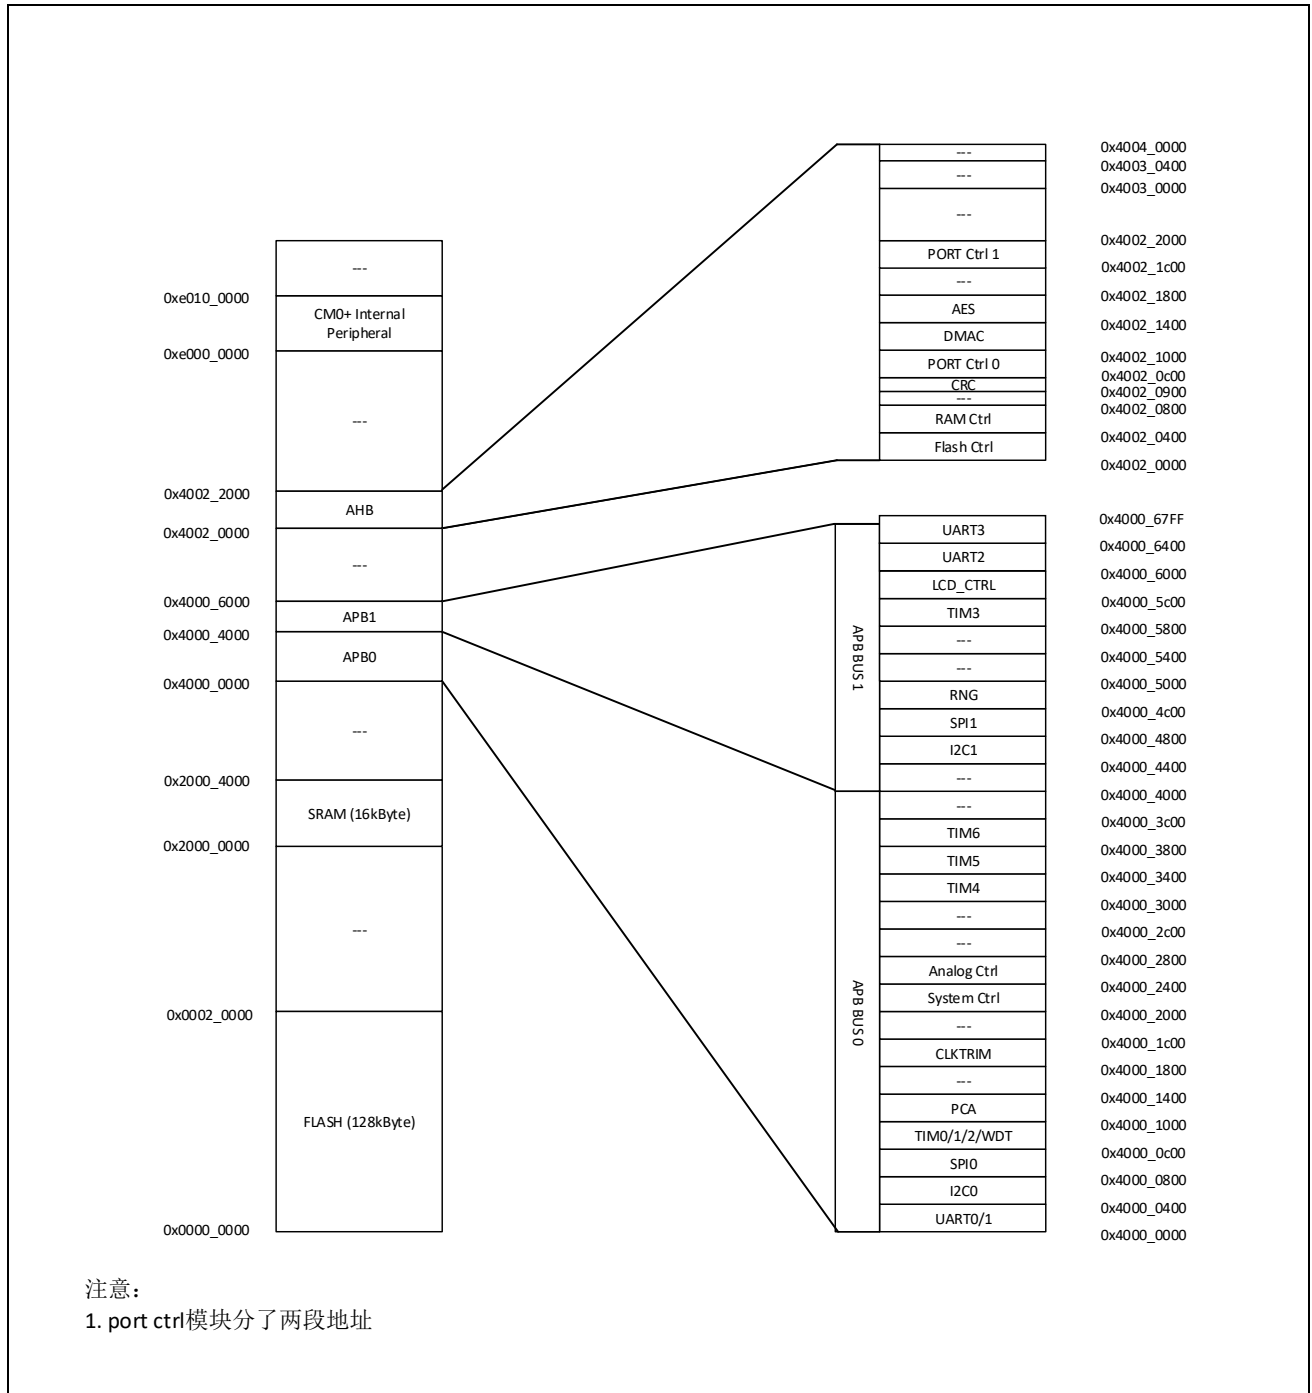 ---
0xe010_0000
CM0+ Internal
Peripheral
0xe000_0000
---
0x4002_2000
AHB
0x4002_0000
---
0x4000_6000
APB1
0x4000_4000
APB0
0x4000_0000
---
0x2000_4000
SRAM (16kByte)
0x2000_0000
---
0x0002_0000
FLASH (128kByte)
0x0000_0000
0x4004_0000
---
0x4003_0400
---
0x4003_0000
---
0x4002_2000
PORT Ctrl 1
0x4002_1c00
---
0x4002_1800
AES
0x4002_1400
DMAC
0x4002_1000
PORT Ctrl 0
0x4002_0c00
CRC
0x4002_0900
---
0x4002_0800
RAM Ctrl
0x4002_0400
Flash Ctrl
0x4002_0000
APB BUS 1
0x4000_67FF
UART3
0x4000_6400
UART2
0x4000_6000
LCD_CTRL
0x4000_5c00
TIM3
0x4000_5800
---
0x4000_5400
---
0x4000_5000
RNG
0x4000_4c00
SPI1
0x4000_4800
I2C1
0x4000_4400
---
0x4000_4000
APB BUS 0
---
0x4000_3c00
TIM6
0x4000_3800
TIM5
0x4000_3400
TIM4
0x4000_3000
---
0x4000_2c00
---
0x4000_2800
Analog Ctrl
0x4000_2400
System Ctrl
0x4000_2000
---
0x4000_1c00
CLKTRIM
0x4000_1800
---
0x4000_1400
PCA
0x4000_1000
TIM0/1/2/WDT
0x4000_0c00
SPI0
0x4000_0800
I2C0
0x4000_0400
UART0/1
0x4000_0000
注意：
1. port ctrl模块分了两段地址